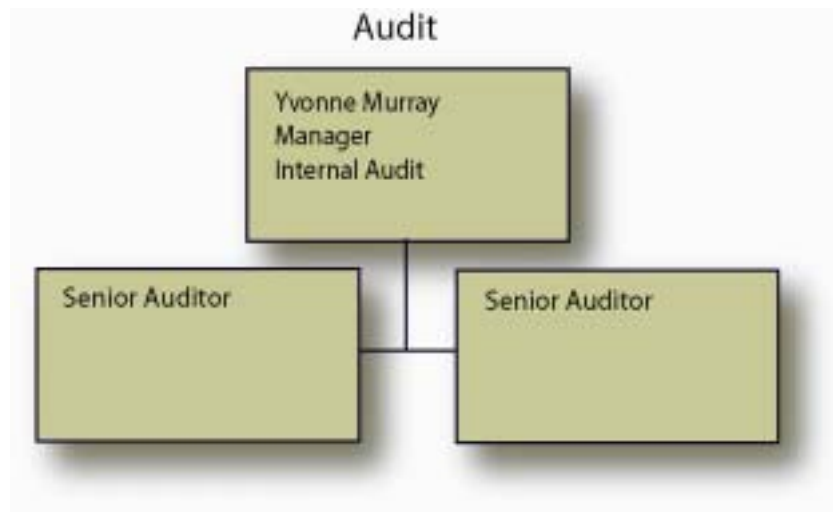 Audit
Yvonne Murray
Manager
Internal Audit
Senior Auditor
Senior Auditor